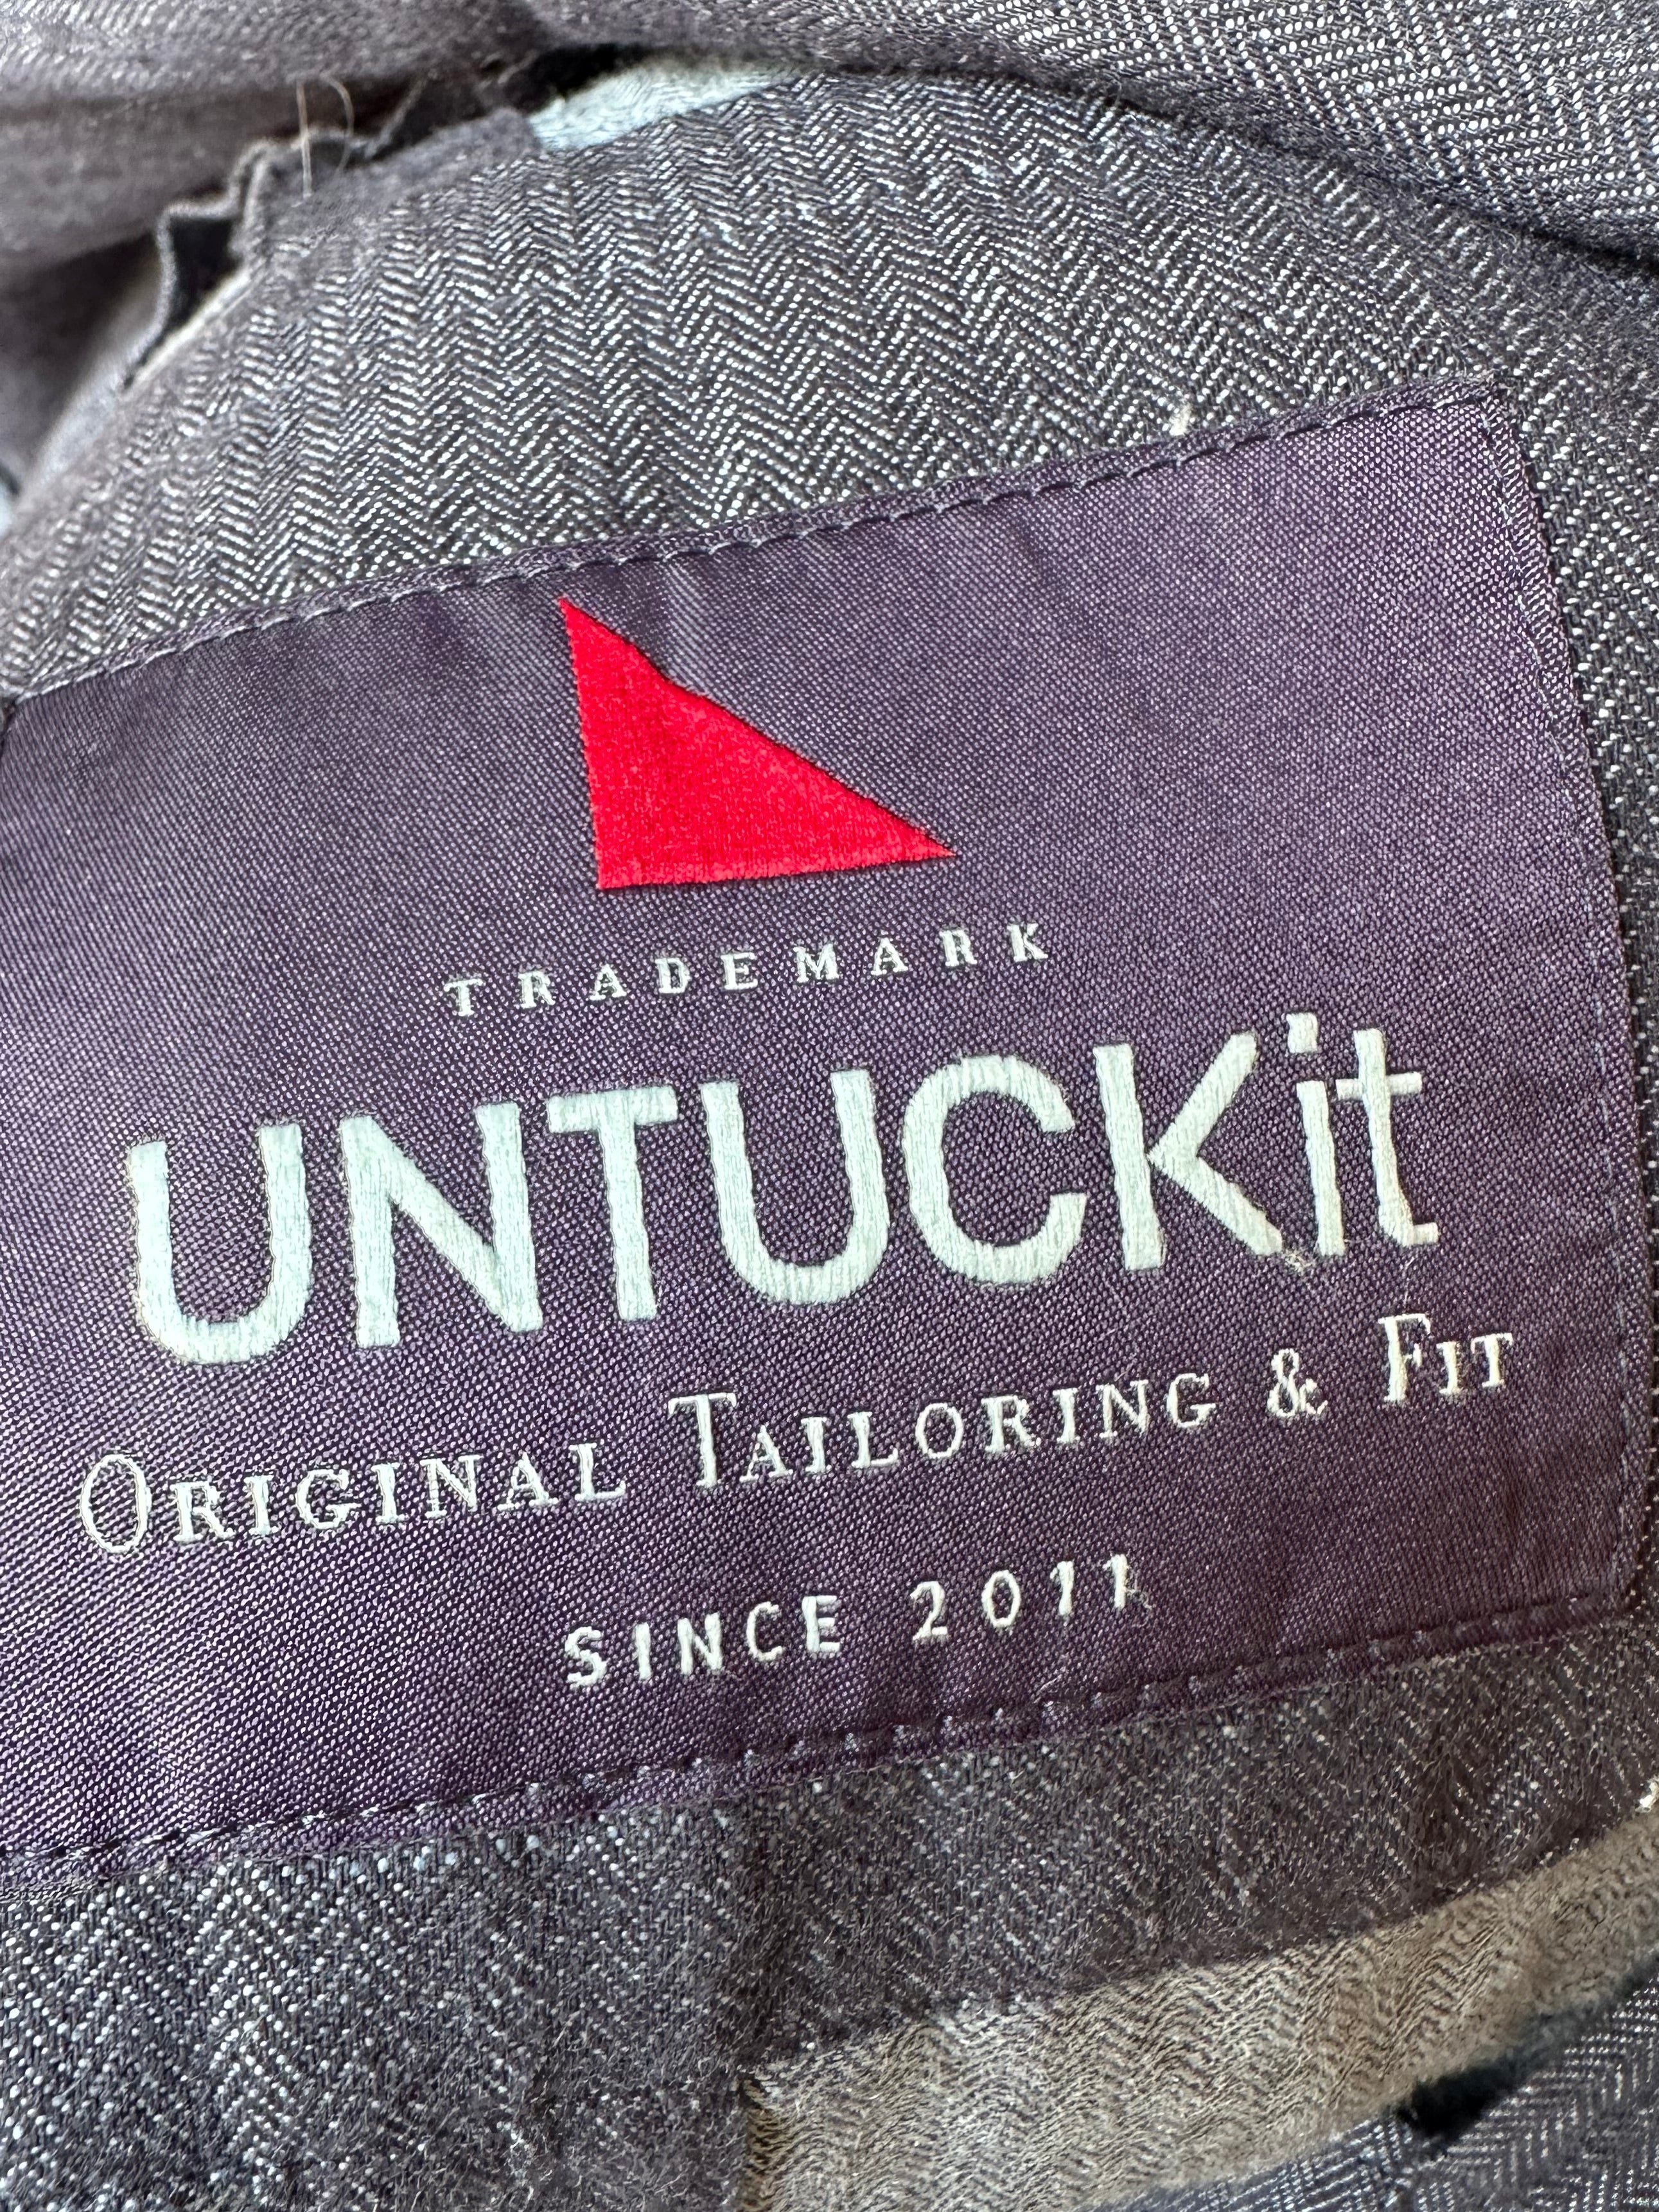 TRADEMARK
UNTUCKit
ORIGINAL TAILORING & FIT
SINCE 2011